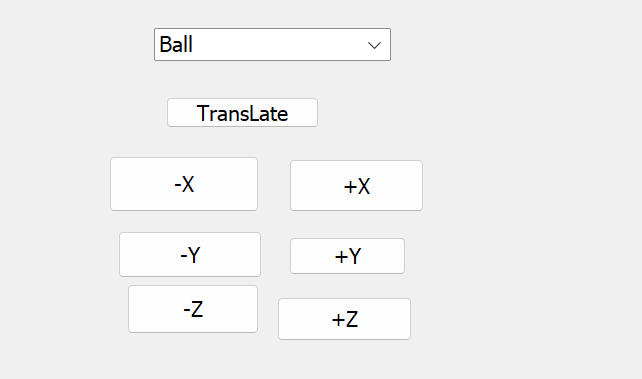 Ball
TransLate
-X +X
-Y +Y
-Z +Z